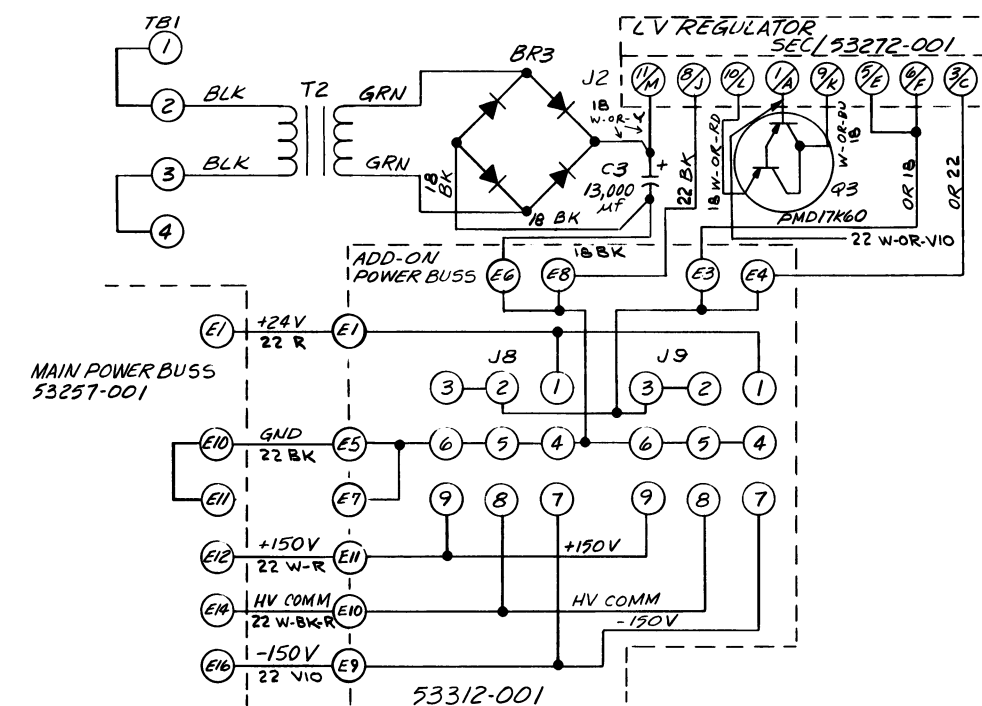 TB1
1
2
3
4
BLK
BLK
T2
GRN
GRN
BR3
18 BK
18 BK
LV REGULATOR
SEC/53272-001
J2
11/M
8/J
10/L
1/A
9/K
5/E
6/F
3/C
18
W-OR-
C3
+
13,000
µf
22 BK
18 W-OR-RD
W-OR-BU
18
Q3
PMD17K60
OR 18
OR 22
22 W-OR-VIO
18 BK
ADD-ON
POWER BUSS
E6
E8
E3
E4
MAIN POWER BUSS
53257-001
E1
+24V
22 R
E1
J8
J9
3
2
1
3
2
1
E10
GND
22 BK
E5
6
5
4
6
5
4
E11
E7
9
8
7
9
8
7
E12
+150V
22 W-R
E11
+150V
E14
HV COMM
22 W-BK-R
E10
HV COMM
-150V
E16
-150V
22 VIO
E9
53312-001